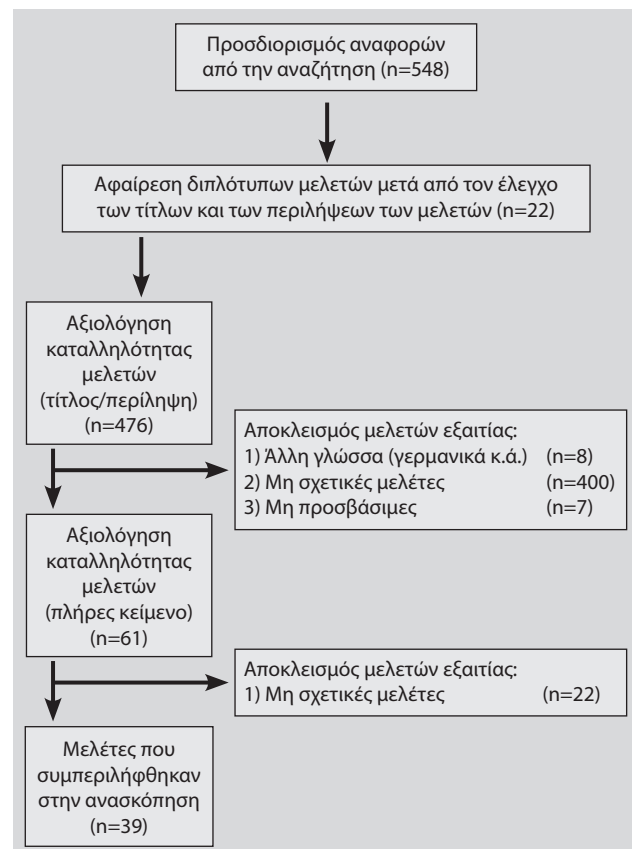 Προσδιορισμός αναφορών
από την αναζήτηση (n=548)
Αφαίρεση διπλότυπων μελετών μετά από τον έλεγχο
των τίτλων και των περιλήψεων των μελετών (n=22)
Αξιολόγηση
καταλληλότητας
μελετών
(τίτλος/περίληψη)
(n=476)
Αποκλεισμός μελετών εξαιτίας:
1) Άλλη γλώσσα (γερμανικά κ.ά.) (n=8)
2) Μη σχετικές μελέτες (n=400)
3) Μη προσβάσιμες (n=7)
Αξιολόγηση
καταλληλότητας
μελετών
(πλήρες κείμενο)
(n=61)
Αποκλεισμός μελετών εξαιτίας:
1) Μη σχετικές μελέτες (n=22)
Μελέτες που
συμπεριλήφθηκαν
στην ανασκόπηση
(n=39)